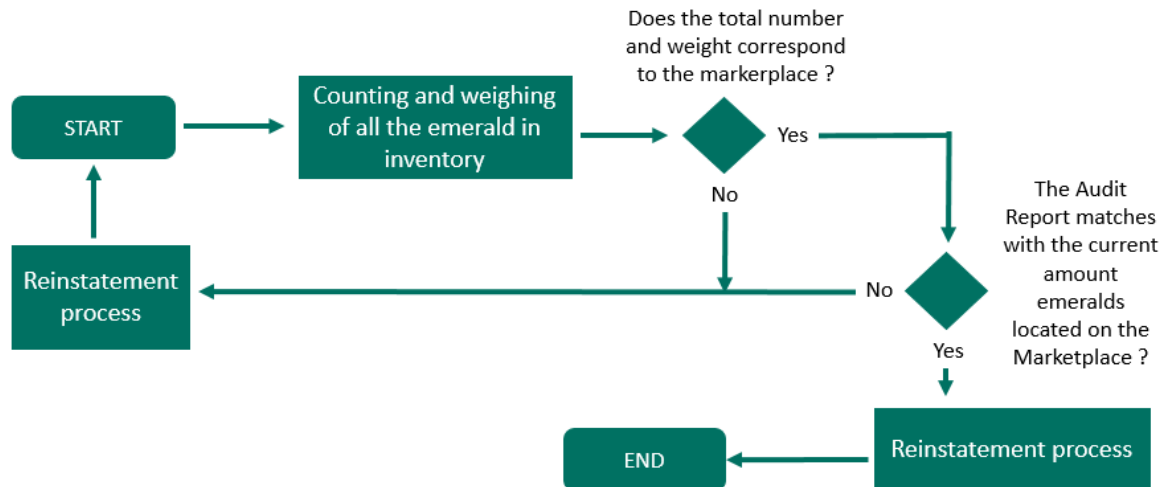 Does the total number
and weight correspond
to the markerplace ?
START
Counting and weighing
of all the emerald in
inventory
Yes
No
The Audit
Report matches
with the current
amount
emeralds
located on the
Marketplace ?
Reinstatement
process
No
Yes
Reinstatement process
END